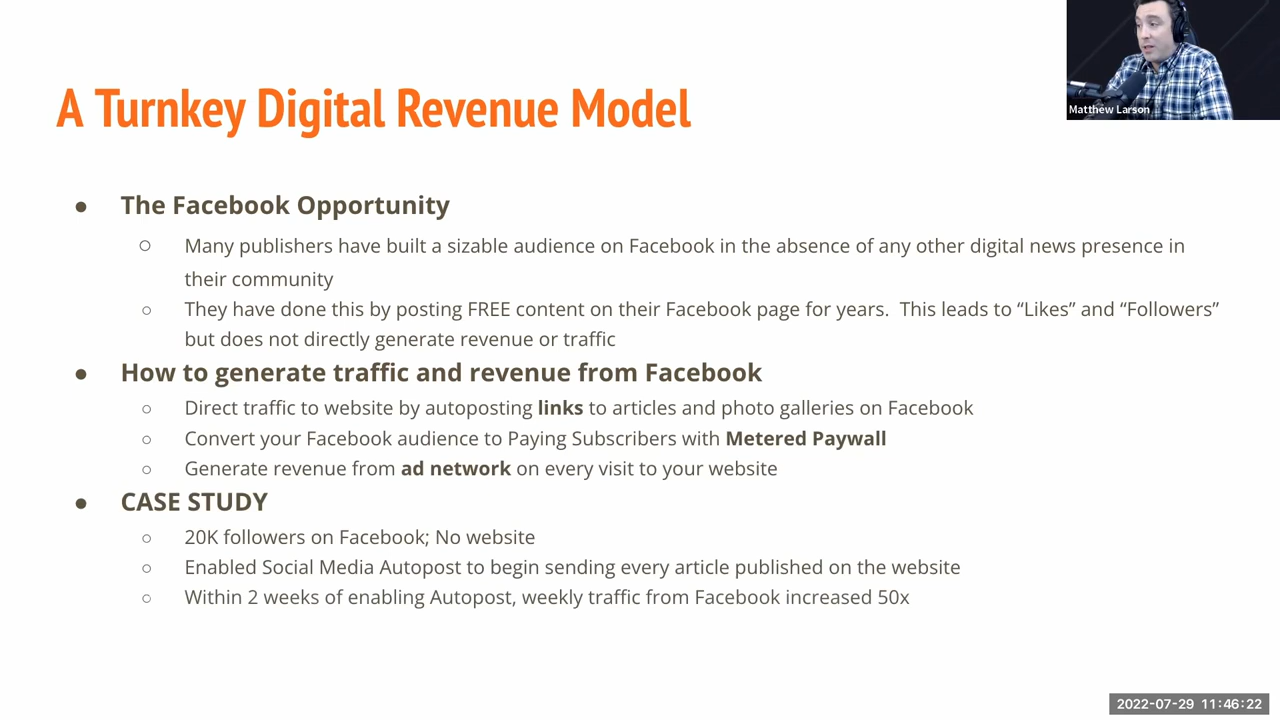 Matthew Larson
A Turnkey Digital Revenue Model
● The Facebook Opportunity
○ Many publishers have built a sizable audience on Facebook in the absence of any other digital news presence in
their community
○ They have done this by posting FREE content on their Facebook page for years.  This leads to “Likes” and “Followers”
but does not directly generate revenue or traffic
● How to generate traffic and revenue from Facebook
○ Direct traffic to website by autoposting links to articles and photo galleries on Facebook
○ Convert your Facebook audience to Paying Subscribers with Metered Paywall
○ Generate revenue from ad network on every visit to your website
● CASE STUDY
○ 20K followers on Facebook; No website
○ Enabled Social Media Autopost to begin sending every article published on the website
○ Within 2 weeks of enabling Autopost, weekly traffic from Facebook increased 50x
2022-07-29 11:46:22